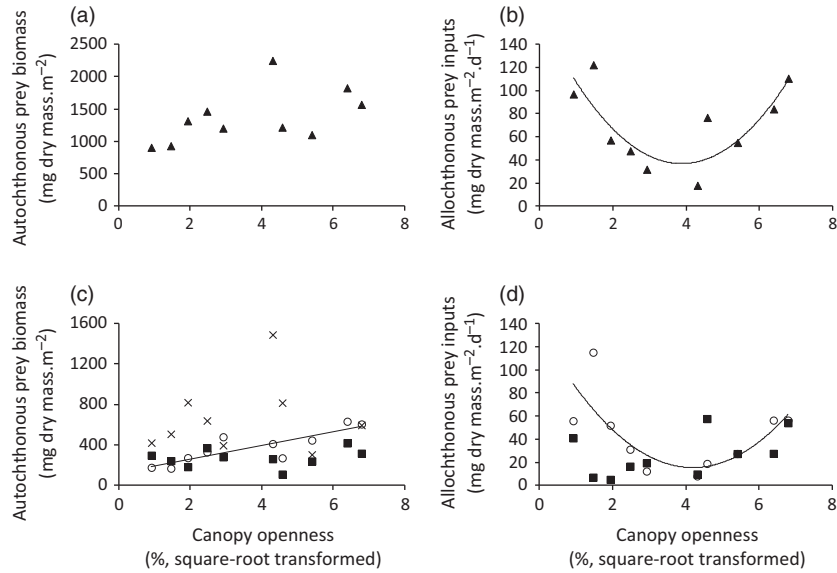 (a)
Autochthonous prey biomass
(mg dry mass.m−2)
2500
2000
1500
1000
500
0
0 2 4 6 8
(b)
Allochthonous prey inputs
(mg dry mass.m−2.d−1)
140
120
100
80
60
40
20
0
0 2 4 6 8
(c)
Autochthonous prey biomass
(mg dry mass.m−2)
1600
1200
800
400
0
0 2 4 6 8
Canopy openness
(%, square-root transformed)
(d)
Allochthonous prey inputs
(mg dry mass.m−2.d−1)
140
120
100
80
60
40
20
0
0 2 4 6 8
Canopy openness
(%, square-root transformed)